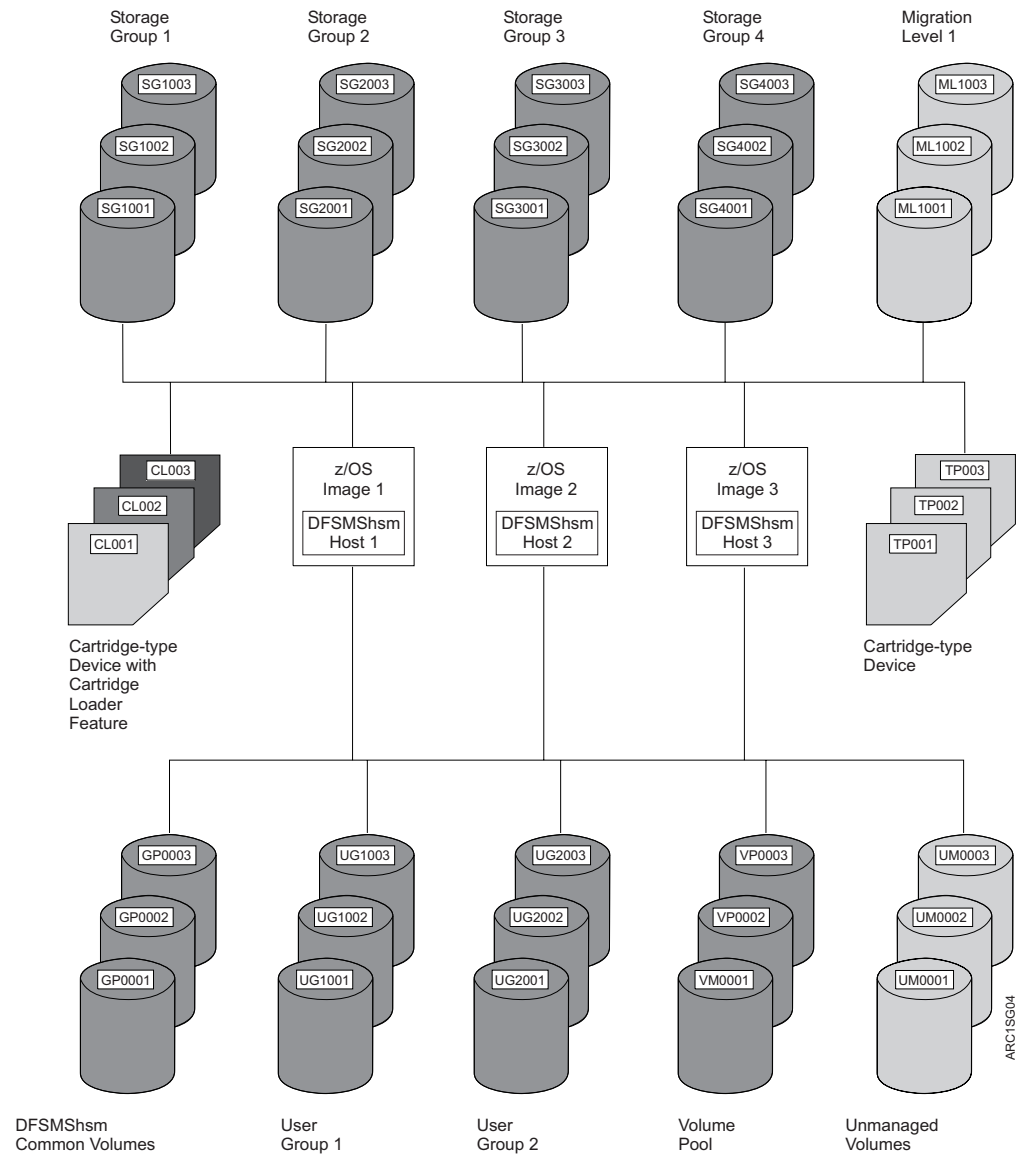 Storage
Group 1
Storage
Group 2
Storage
Group 3
Storage
Group 4
Migration
Level 1
SG1003
SG2003
SG3003
SG4003
ML1003
SG1002
SG2002
SG3002
SG4002
ML1002
SG1001
SG2001
SG3001
SG4001
ML1001
CL003
CL002
CL001
Cartridge-type
Device with
Cartridge
Loader
Feature
z/OS
Image 1
DFSMShsm
Host 1
z/OS
Image 2
DFSMShsm
Host 2
z/OS
Image 3
DFSMShsm
Host 3
TP003
TP002
TP001
Cartridge-type
Device
GP0003
UG1003
UG2003
VP0003
UM0003
GP0002
UG1002
UG2002
VP0002
UM0002
GP0001
UG1001
UG2001
VM0001
UM0001
ARC1SG04
DFSMShsm
Common Volumes
User
Group 1
User
Group 2
Volume
Pool
Unmanaged
Volumes